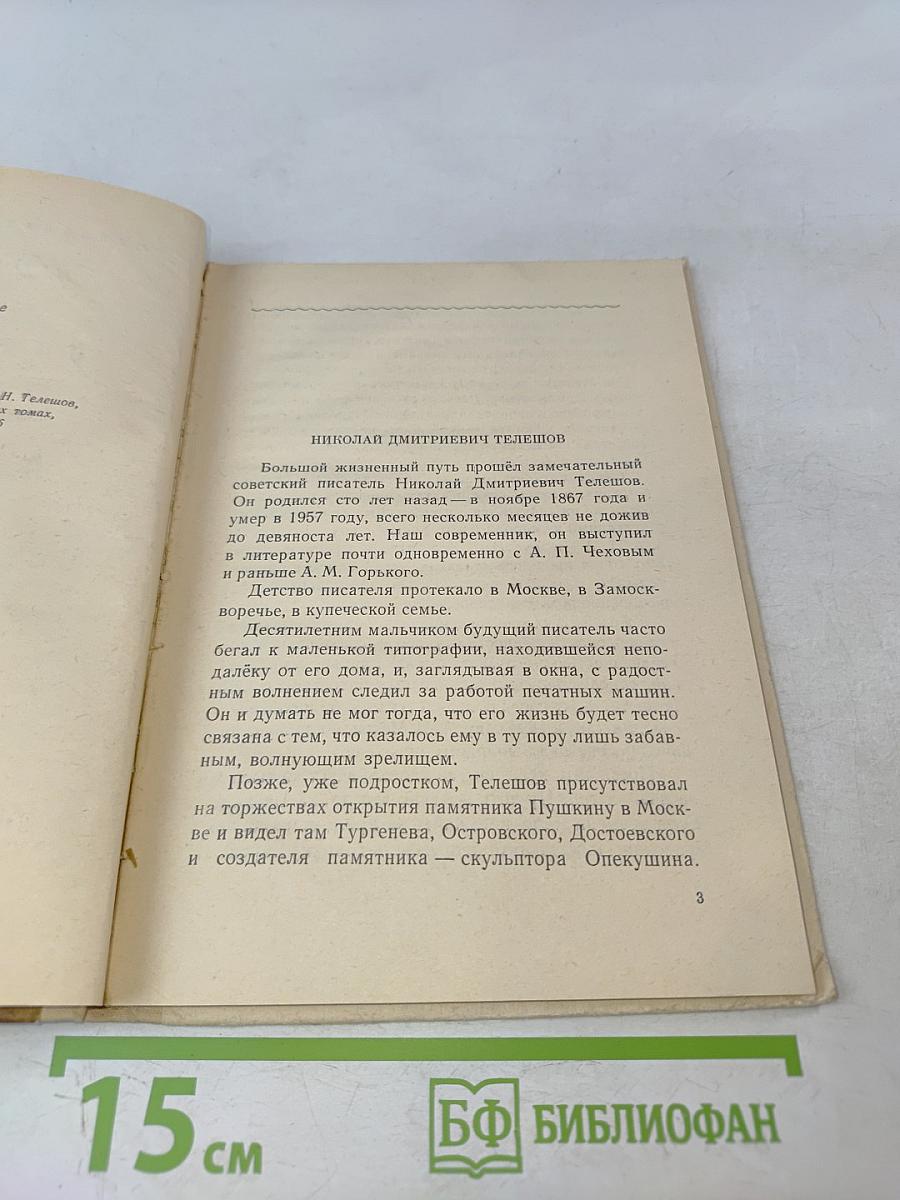 е
Н. Телешов,
х томах,
6
НИКОЛАЙ ДМИТРИЕВИЧ ТЕЛЕШОВ
Большой жизненный путь прошёл замечательный
советский писатель Николай Дмитриевич Телешов.
Он родился сто лет назад — в ноябре 1867 года и
умер в 1957 году, всего несколько месяцев не дожив
до девяноста лет. Наш современник, он выступил
в литературе почти одновременно с А. П. Чеховым
и раньше А. М. Горького.
Детство писателя протекало в Москве, в Замоск-
воречье, в купеческой семье.
Десятилетним мальчиком будущий писатель часто
бегал к маленькой типографии, находившейся непо-
далёку от его дома, и, заглядывая в окна, с радост-
ным волнением следил за работой печатных машин.
Он и думать не мог тогда, что его жизнь будет тесно
связана с тем, что казалось ему в ту пору лишь забав-
ным, волнующим зрелищем.
Позже, уже подростком, Телешов присутствовал
на торжествах открытия памятника Пушкину в Моск-
ве и видел там Тургенева, Островского, Достоевского
и создателя памятника — скульптора Опекушина.
3
15 см
БФ БИБЛИОФАН